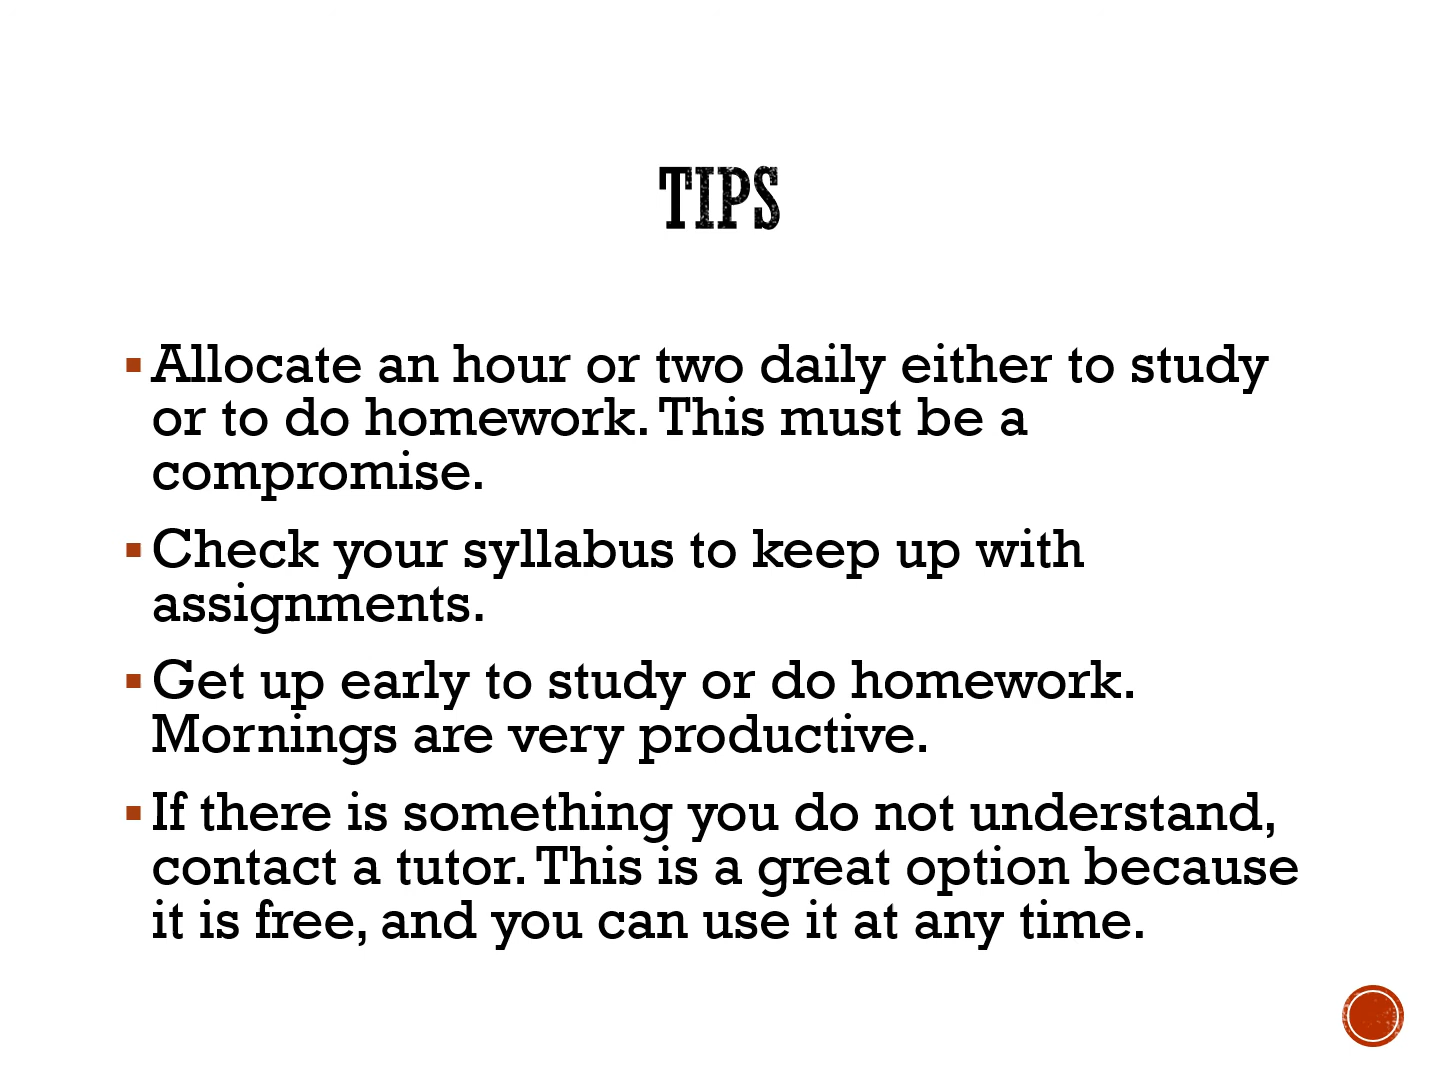 TIPS
Allocate an hour or two daily either to study
or to do homework. This must be a
compromise.
Check your syllabus to keep up with
assignments.
Get up early to study or do homework.
Mornings are very productive.
If there is something you do not understand,
contact a tutor. This is a great option because
it is free, and you can use it at any time.